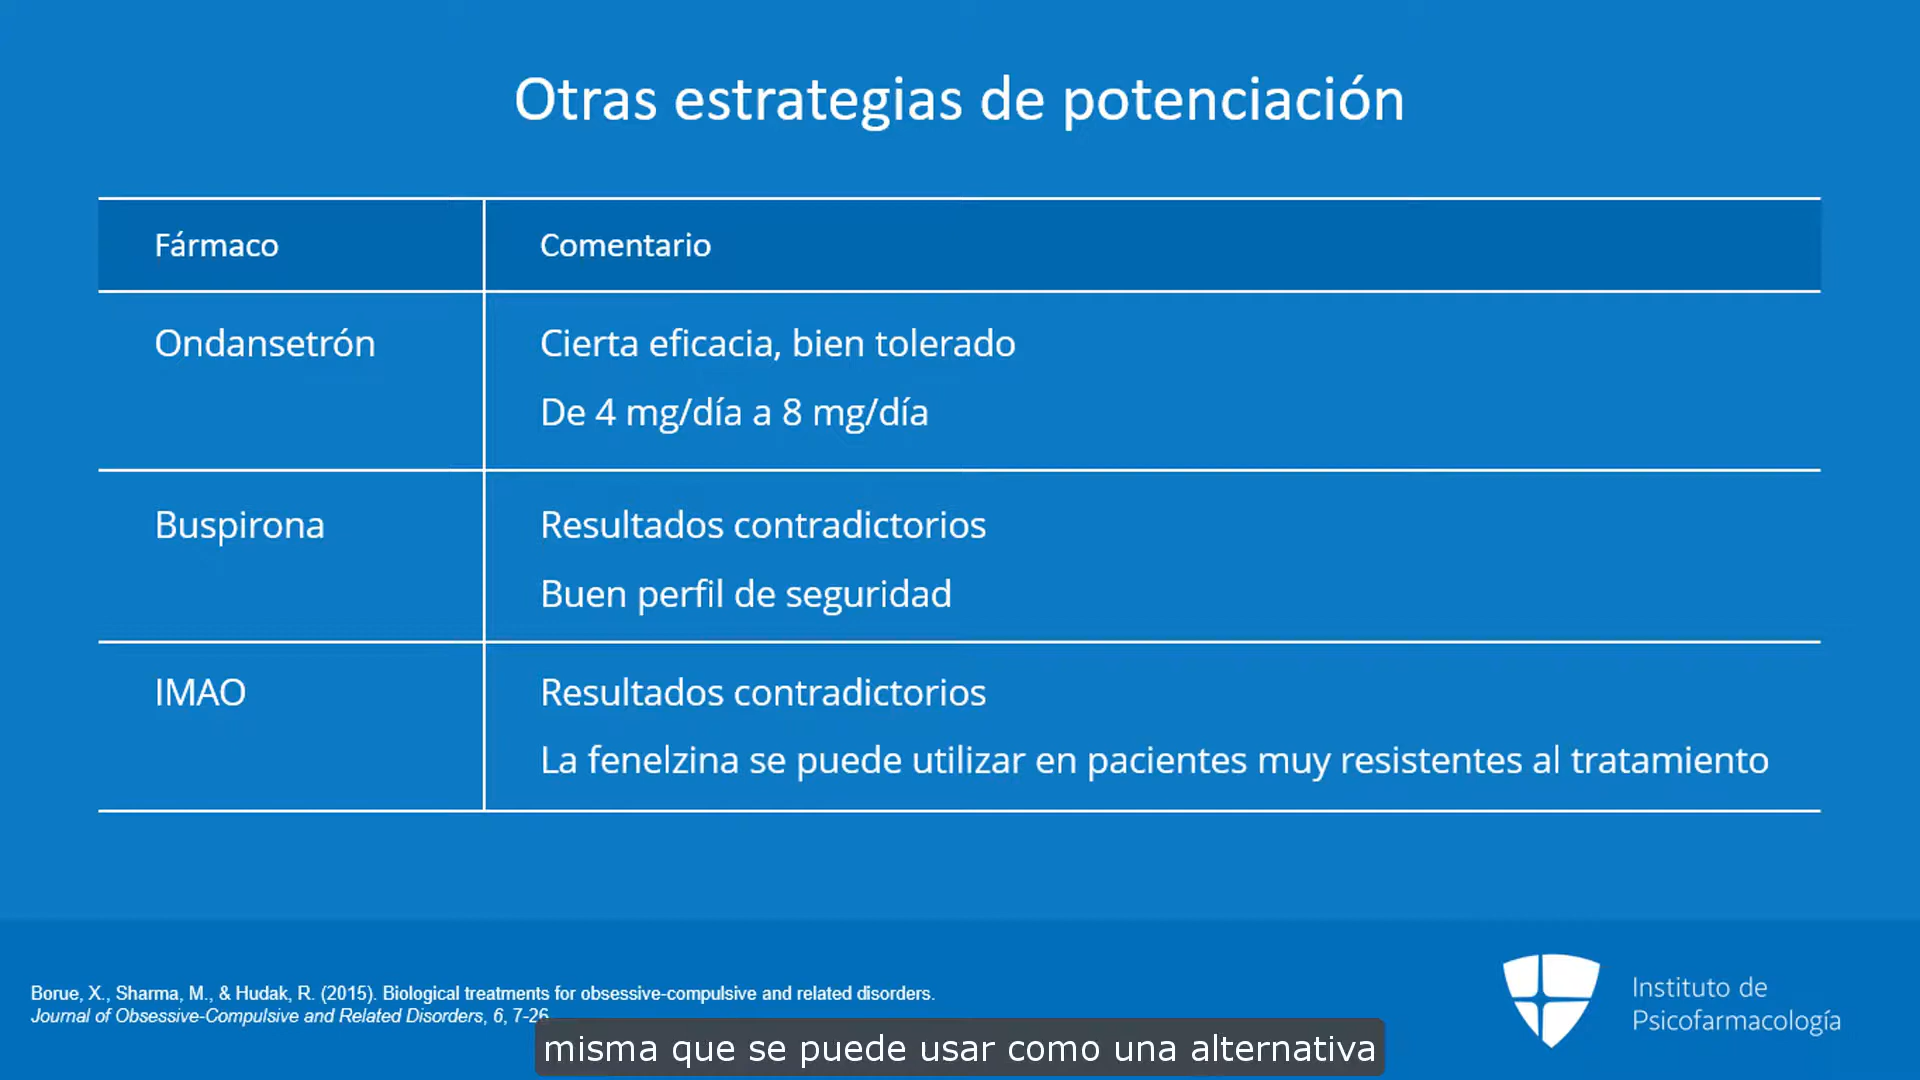 Otras estrategias de potenciación
Fármaco
Comentario
Ondansetrón
Cierta eficacia, bien tolerado
De 4 mg/día a 8 mg/día
Buspirona
Resultados contradictorios
Buen perfil de seguridad
IMAO
Resultados contradictorios
La fenelzina se puede utilizar en pacientes muy resistentes al tratamiento
Borue, X., Sharma, M., & Hudak, R. (2015). Biological treatments for obsessive-compulsive and related disorders.
Journal of Obsessive-Compulsive and Related Disorders, 6, 7-26.
Instituto de
Psicofarmacología
misma que se puede usar como una alternativa